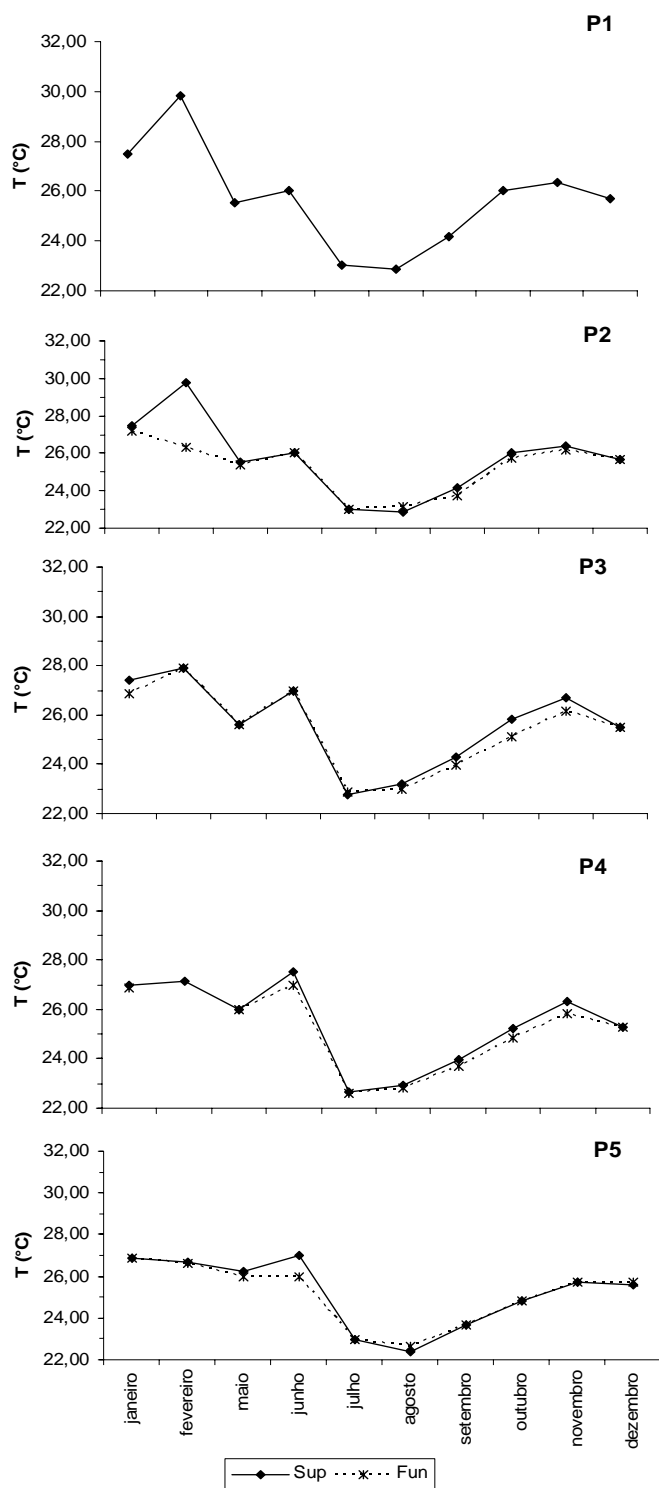 P1
32,00
30,00
28,00
26,00
24,00
22,00
T (°C)
P2
32,00
30,00
28,00
26,00
24,00
22,00
T (°C)
P3
32,00
30,00
28,00
26,00
24,00
22,00
T (°C)
P4
32,00
30,00
28,00
26,00
24,00
22,00
T (°C)
P5
32,00
30,00
28,00
26,00
24,00
22,00
T (°C)
janeiro
fevereiro
maio
junho
julho
agosto
setembro
outubro
novembro
dezembro
Sup Fun